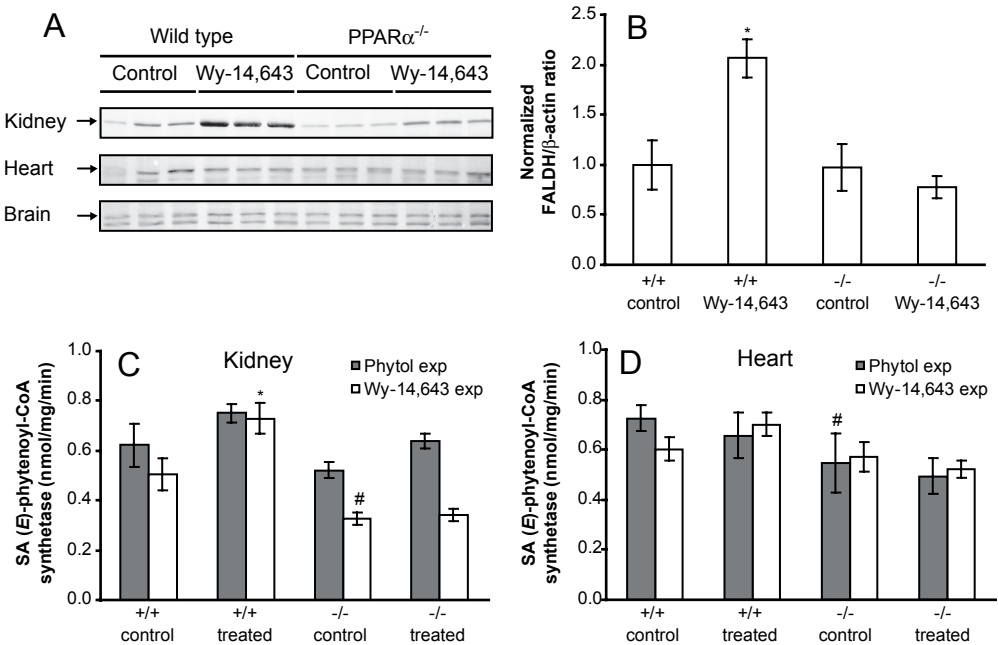 A
Wild type
PPARα-/-
Control
Wy-14,643
Control
Wy-14,643
Kidney
Heart
Brain
B
Normalized
FALDH/β-actin ratio
2.5
2.0
1.5
1.0
0.5
0.0
*
+/+
control
+/+
Wy-14,643
-/-
control
-/-
Wy-14,643
C
Kidney
Phytol exp
Wy-14,643 exp
SA (E)-phytenoyl-CoA
synthetase (nmol/mg/min)
1.0
0.8
0.6
0.4
0.2
0.0
*
#
+/+
control
+/+
treated
-/-
control
-/-
treated
D
Heart
Phytol exp
Wy-14,643 exp
SA (E)-phytenoyl-CoA
synthetase (nmol/mg/min)
1.0
0.8
0.6
0.4
0.2
0.0
#
+/+
control
+/+
treated
-/-
control
-/-
treated